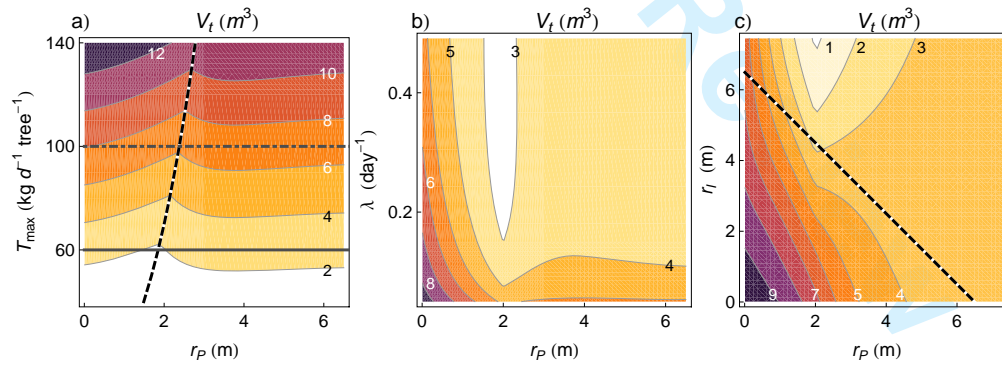 a) V_t (m^3)
140
100
60
T_max (kg d^-1 tree^-1)
12
10
8
6
4
2
0 2 4 6
r_P (m)
b) V_t (m^3)
0.4
0.2
λ (day^-1)
5 3
6
8
4
0 2 4 6
r_P (m)
c) V_t (m^3)
6
4
2
0
r_I (m)
1 2 3
9 7 5 4
0 2 4 6
r_P (m)
Re